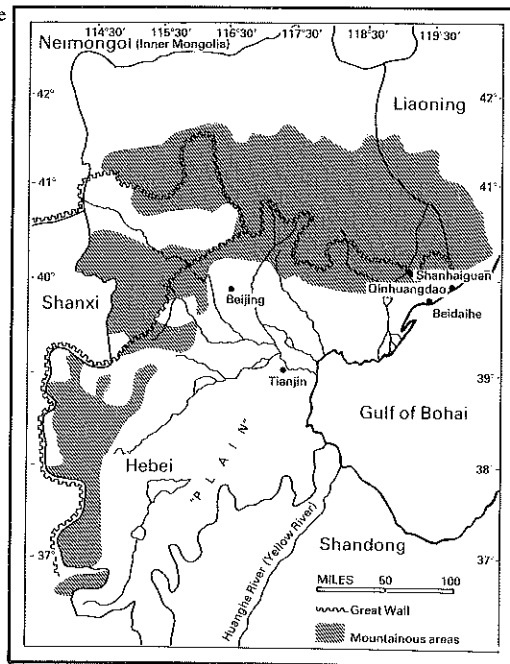 e
114°30' 115°30' 116°30' 117°30' 118°30' 119°30'
Neimongol (Inner Mongolia)
42°
42°
Liaoning
41°
41°
40°
Shanhaiguan
Qinhuangdao
Shanxi
Beijing
Beidaihe
39°
Tianjin
Gulf of Bohai
"PLAIN"
Hebei
38°
Huanghe River (Yellow River)
Shandong
37°
37°
MILES 50 100
Great Wall
Mountainous areas